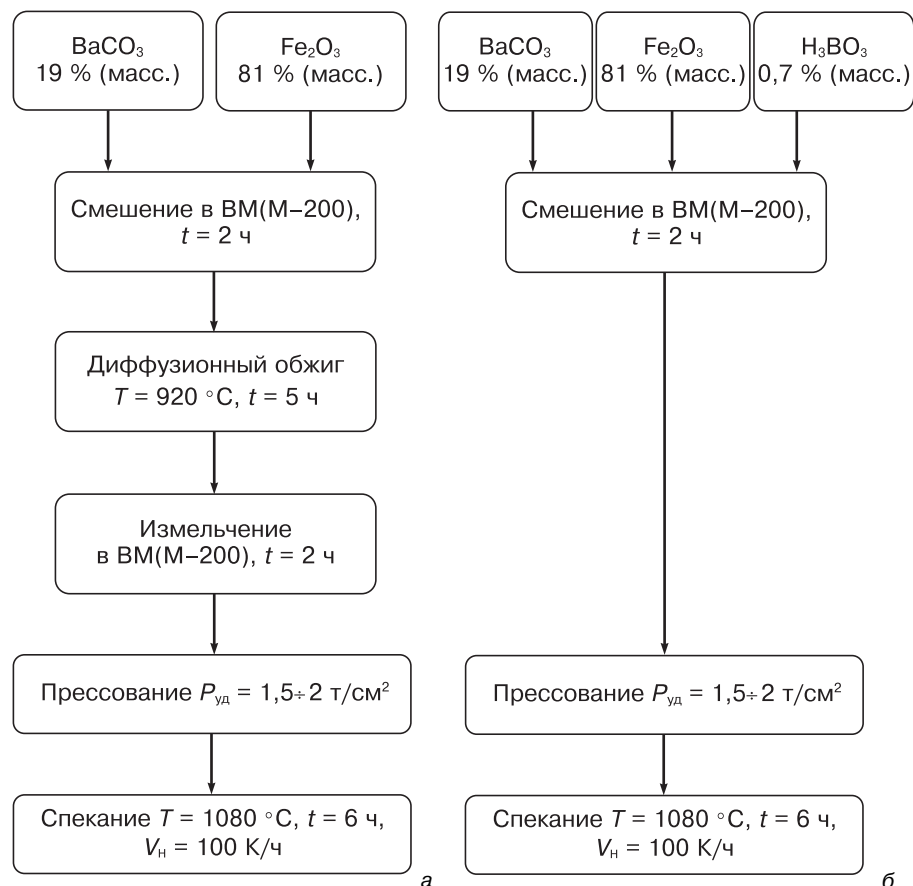 BaCO₃
19 % (масс.)
Fe₂O₃
81 % (масс.)
Смешение в ВМ(М–200),
t = 2 ч
Диффузионный обжиг
T = 920 °C, t = 5 ч
Измельчение
в ВМ(М–200), t = 2 ч
Прессование Pуд = 1,5÷2 т/см²
Спекание T = 1080 °C, t = 6 ч,
Vн = 100 К/ч
а
BaCO₃
19 % (масс.)
Fe₂O₃
81 % (масс.)
H₃BO₃
0,7 % (масс.)
Смешение в ВМ(М–200),
t = 2 ч
Прессование Pуд = 1,5÷2 т/см²
Спекание T = 1080 °C, t = 6 ч,
Vн = 100 К/ч
б